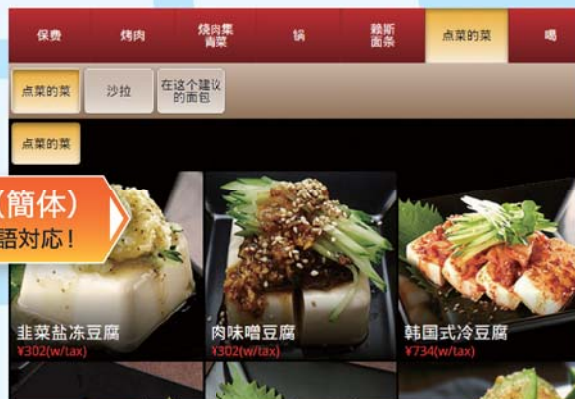 保费
烤肉
烧肉集
青菜
锅
赖斯
面条
点菜的菜
喝
点菜的菜
沙拉
在这个建议
的面包
点菜的菜
(簡体)
語対応!
韭菜盐冻豆腐
¥302(w/tax)
肉味噌豆腐
¥302(w/tax)
韩国式冷豆腐
¥734(w/tax)